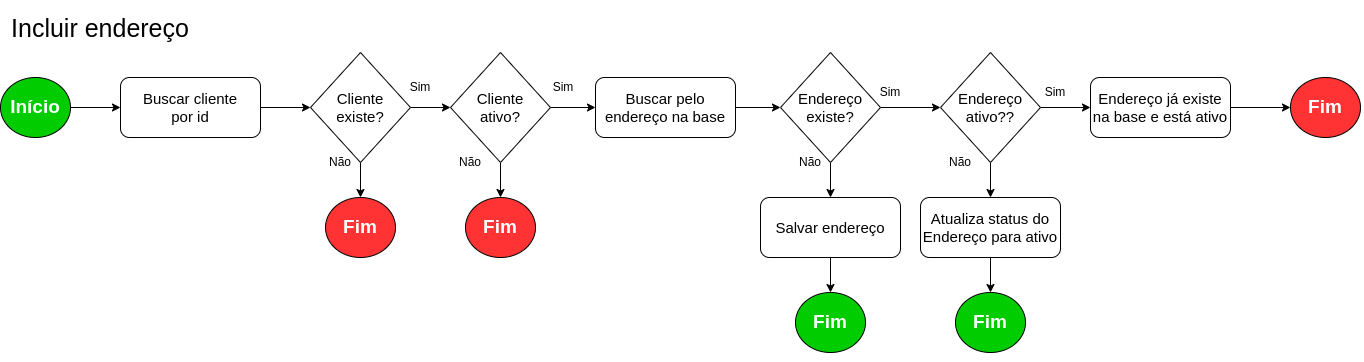 Incluir endereço
Início
Buscar cliente
por id
Cliente
existe?
Sim
Não
Fim
Cliente
ativo?
Sim
Não
Fim
Buscar pelo
endereço na base
Endereço
existe?
Sim
Não
Salvar endereço
Fim
Endereço
ativo??
Sim
Não
Atualiza status do
Endereço para ativo
Fim
Endereço já existe
na base e está ativo
Fim